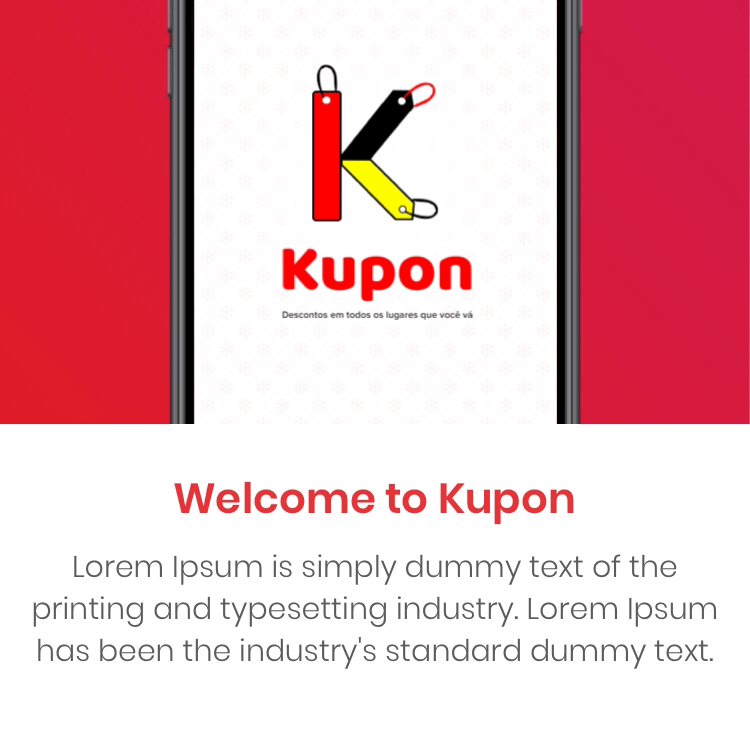 Kupon
Descontos em todos os lugares que você vá
Welcome to Kupon
Lorem Ipsum is simply dummy text of the
printing and typesetting industry. Lorem Ipsum
has been the industry's standard dummy text.